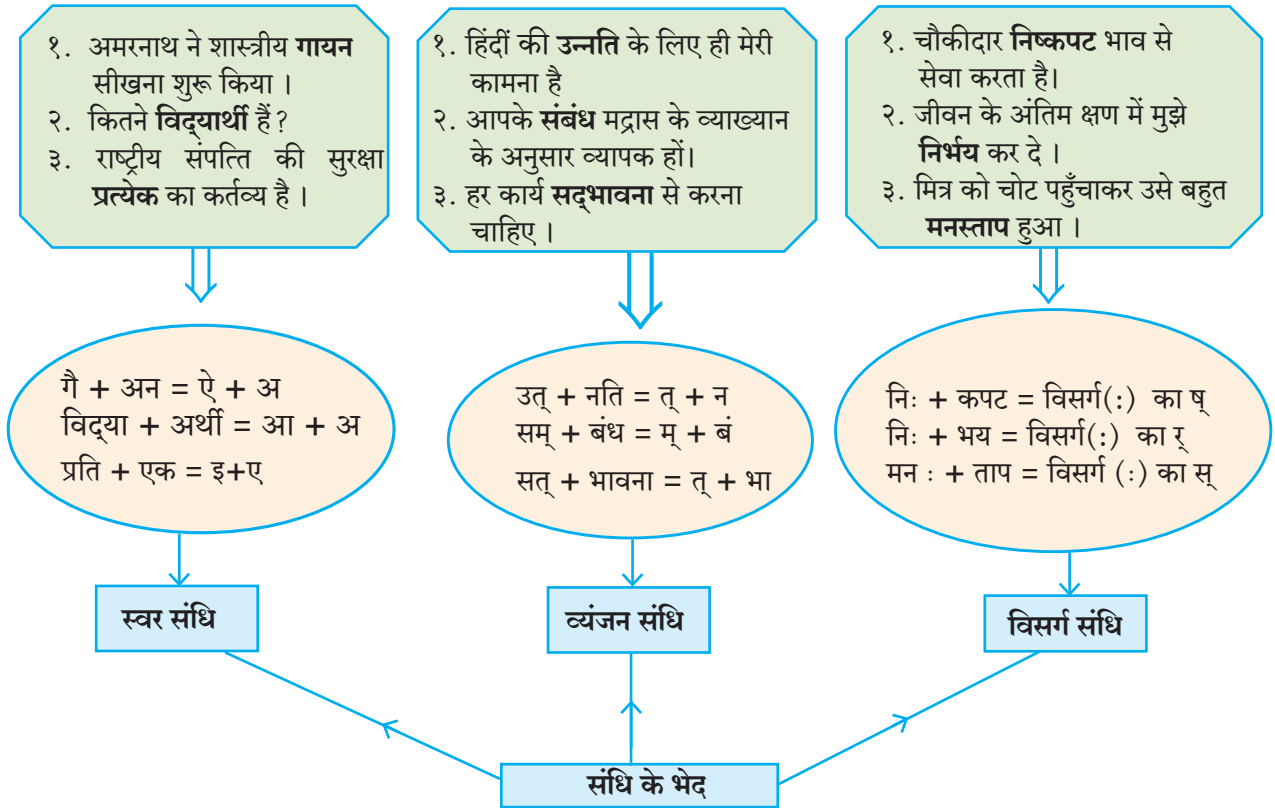 १. अमरनाथ ने शास्त्रीय गायन
सीखना शुरू किया ।
२. कितने विद्‌यार्थी हैं?
३. राष्ट्रीय संपत्ति की सुरक्षा
प्रत्येक का कर्तव्य है ।
१. हिंदीं की उन्नति के लिए ही मेरी
कामना है
२. आपके संबंध मद्रास के व्याख्यान
के अनुसार व्यापक हों।
३. हर कार्य सद्‌भावना से करना
चाहिए ।
१. चौकीदार निष्कपट भाव से
सेवा करता है।
२. जीवन के अंतिम क्षण में मुझे
निर्भय कर दे ।
३. मित्र को चोट पहुँचाकर उसे बहुत
मनस्ताप हुआ ।
गै + अन = ऐ + अ
विद्‌या + अर्थी = आ + अ
प्रति + एक = इ+ए
उत् + नति = त् + न
सम् + बंध = म् + बं
सत् + भावना = त् + भा
निः + कपट = विसर्ग(:) का ष्
निः + भय = विसर्ग(:) का र्
मन : + ताप = विसर्ग (:) का स्
स्वर संधि
व्यंजन संधि
विसर्ग संधि
संधि के भेद